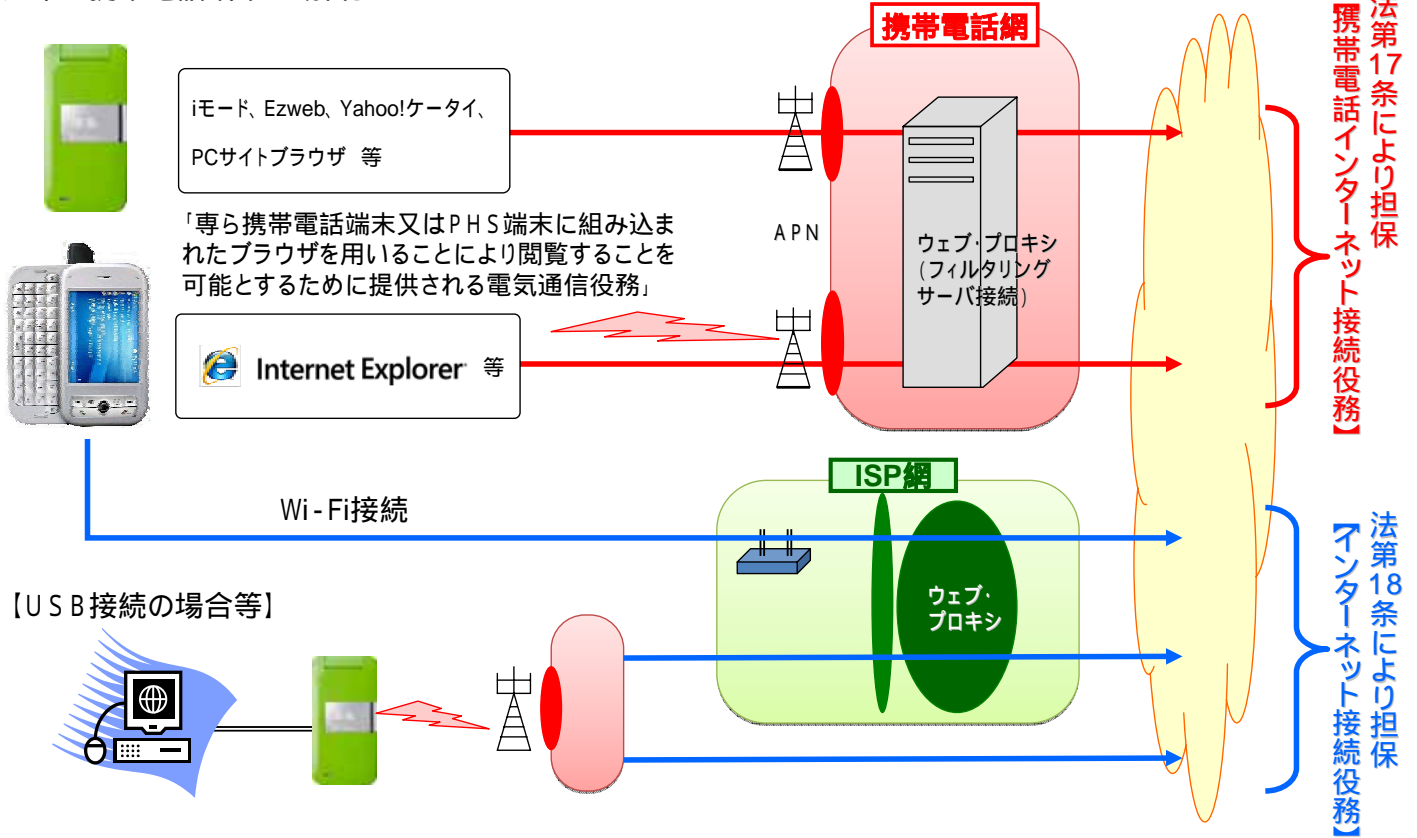 携帯電話網
iモード、Ezweb、Yahoo!ケータイ、
PCサイトブラウザ 等
「専ら携帯電話端末又はPHS端末に組み込ま
れたブラウザを用いることにより閲覧することを
可能とするために提供される電気通信役務」
APN
ウェブ・プロキシ
(フィルタリング
サーバ接続)
Internet Explorer 等
法第17条により担保
【携帯電話インターネット接続役務】
ISP網
Wi-Fi接続
ウェブ・
プロキシ
【USB接続の場合等】
法第18条により担保
【インターネット接続役務】